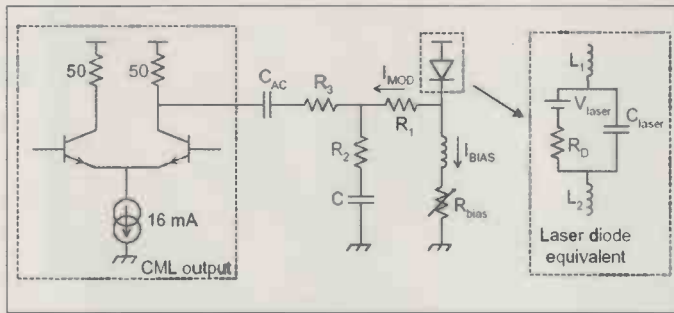 50
50
16 mA
CML output
C_AC
R_3
I_MOD
R_1
R_2
C
I_BIAS
R_bias
L_1
V_laser
C_laser
R_D
L_2
Laser diode
equivalent